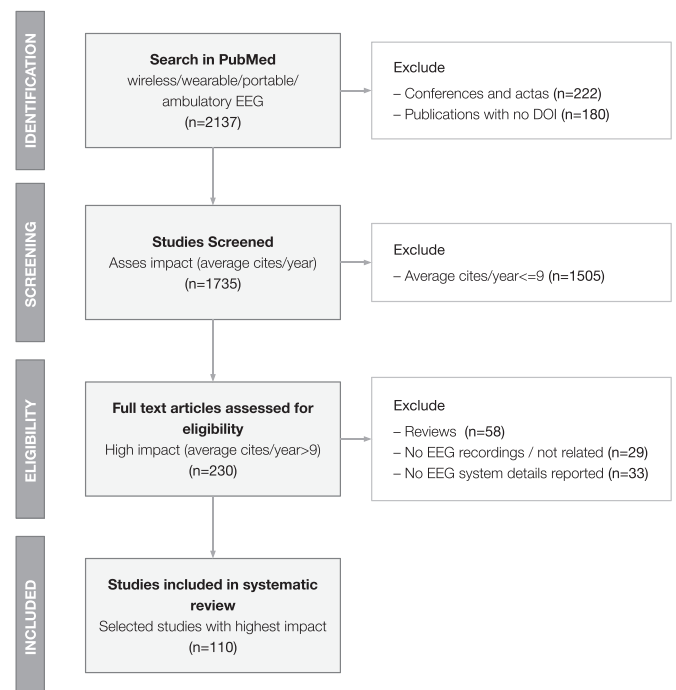 IDENTIFICATION
Search in PubMed
wireless/wearable/portable/
ambulatory EEG
(n=2137)
Exclude
– Conferences and actas (n=222)
– Publications with no DOI (n=180)
SCREENING
Studies Screened
Asses impact (average cites/year)
(n=1735)
Exclude
– Average cites/year<=9 (n=1505)
ELIGIBILITY
Full text articles assessed for
eligibility
High impact (average cites/year>9)
(n=230)
Exclude
– Reviews (n=58)
– No EEG recordings / not related (n=29)
– No EEG system details reported (n=33)
INCLUDED
Studies included in systematic
review
Selected studies with highest impact
(n=110)